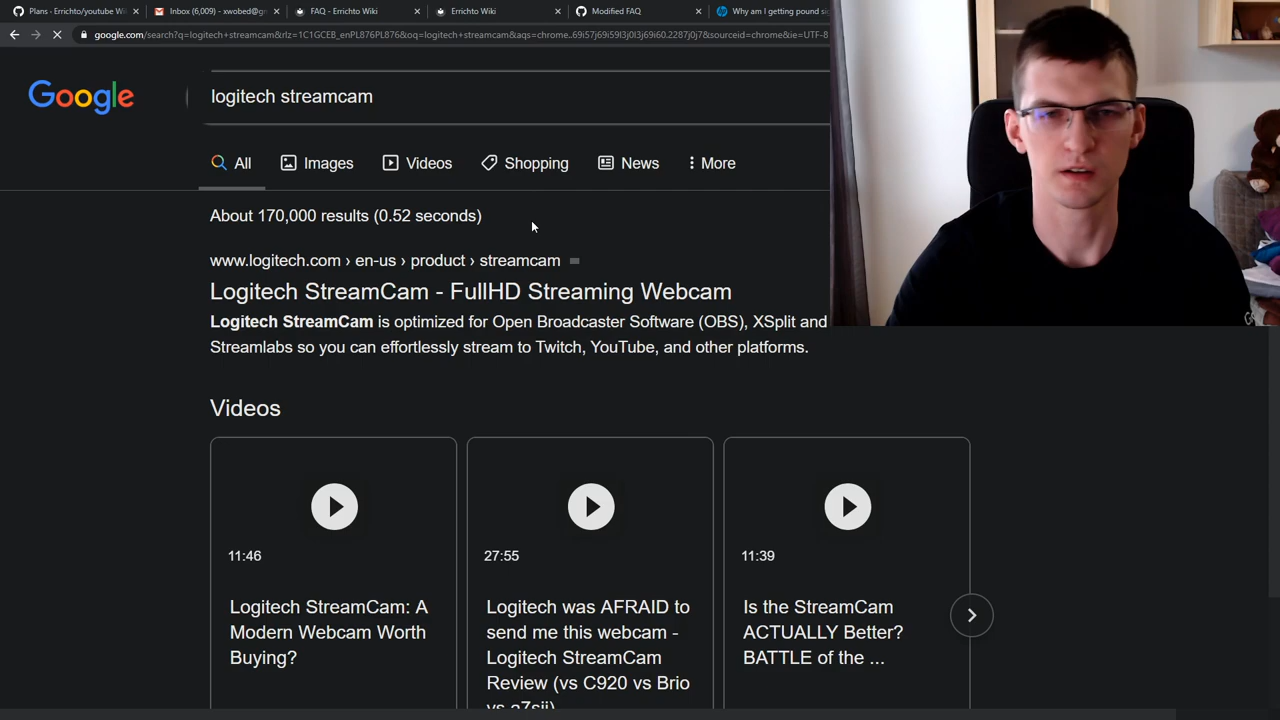 Plans · Errichto/youtube Wi
Inbox (6,009) - xwobed@gm
FAQ - Errichto Wiki
Errichto Wiki
Modified FAQ
Why am I getting pound si
google.com/search?q=logitech+streamcam&rlz=1C1GCEB_enPL876PL876&oq=logitech+streamcam&aqs=chrome..69i57j69i59l3j0l3j69i60.2287j0j7&sourceid=chrome&ie=UTF-8
Google
logitech streamcam
All
Images
Videos
Shopping
News
More
About 170,000 results (0.52 seconds)
www.logitech.com › en-us › product › streamcam
Logitech StreamCam - FullHD Streaming Webcam
Logitech StreamCam is optimized for Open Broadcaster Software (OBS), XSplit and
Streamlabs so you can effortlessly stream to Twitch, YouTube, and other platforms.
Videos
11:46
Logitech StreamCam: A
Modern Webcam Worth
Buying?
27:55
Logitech was AFRAID to
send me this webcam -
Logitech StreamCam
Review (vs C920 vs Brio
vs a7sii)
11:39
Is the StreamCam
ACTUALLY Better?
BATTLE of the ...